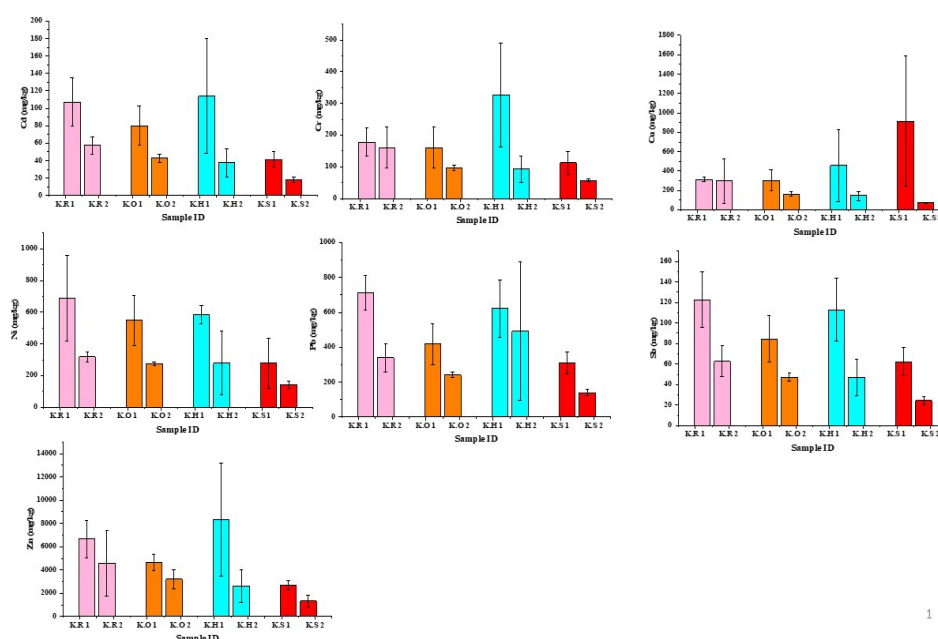 Cd (mg/kg)
200
180
160
140
120
100
80
60
40
20
0
K.R 1 K.R 2 K.O 1 K.O 2 K.H 1 K.H 2 K.S 1 K.S 2
Sample ID
Cr (mg/kg)
500
400
300
200
100
0
K.R 1 K.R 2 K.O 1 K.O 2 K.H 1 K.H 2 K.S 1 K.S 2
Sample ID
Cu (mg/kg)
1800
1600
1400
1200
1000
800
600
400
200
0
K.R 1 K.R 2 K.O 1 K.O 2 K.H 1 K.H 2 K.S 1 K.S 2
Sample ID
Ni (mg/kg)
1000
800
600
400
200
0
K.R 1 K.R 2 K.O 1 K.O 2 K.H 1 K.H 2 K.S 1 K.S 2
Sample ID
Pb (mg/kg)
1000
800
600
400
200
0
K.R 1 K.R 2 K.O 1 K.O 2 K.H 1 K.H 2 K.S 1 K.S 2
Sample ID
Sb (mg/kg)
160
140
120
100
80
60
40
20
0
K.R 1 K.R 2 K.O 1 K.O 2 K.H 1 K.H 2 K.S 1 K.S 2
Sample ID
Zn (mg/kg)
14000
12000
10000
8000
6000
4000
2000
0
K.R 1 K.R 2 K.O 1 K.O 2 K.H 1 K.H 2 K.S 1 K.S 2
Sample ID
1